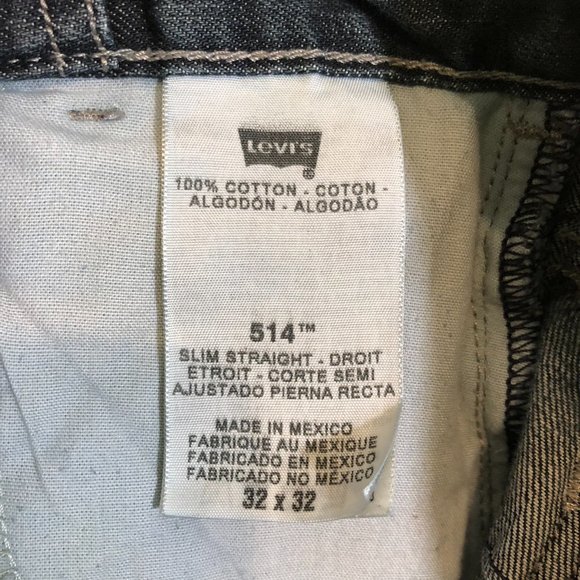 Levi's
®
100% COTTON - COTON -
ALGODÓN - ALGODÃO
514™
SLIM STRAIGHT - DROIT
ETROIT - CORTE SEMI
AJUSTADO PIERNA RECTA
MADE IN MEXICO
FABRIQUE AU MEXIQUE
FABRICADO EN MÉXICO
FABRICADO NO MÉXICO
32 x 32